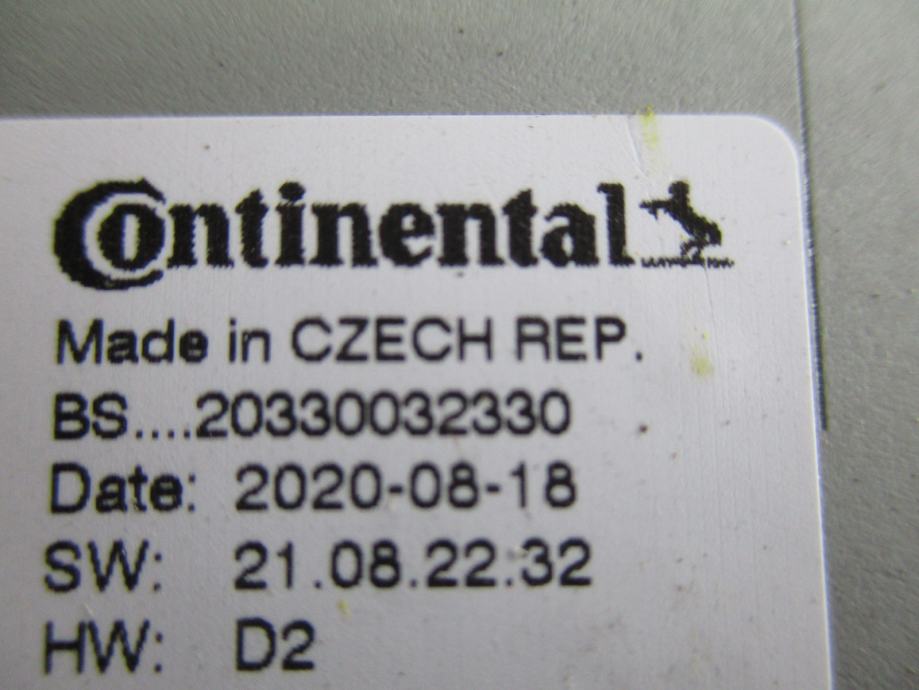 Continental
Made in CZECH REP.
BS....20330032330
Date: 2020-08-18
SW: 21.08.22.32
HW: D2